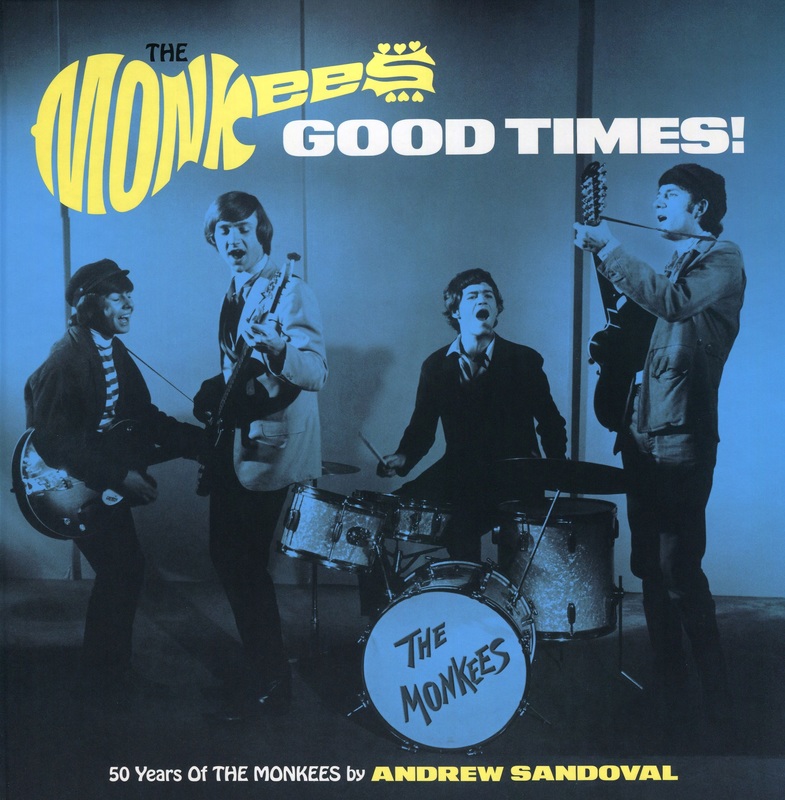 THE
MONKEES
GOOD TIMES!
THE
MONKEES
50 Years Of THE MONKEES by ANDREW SANDOVAL